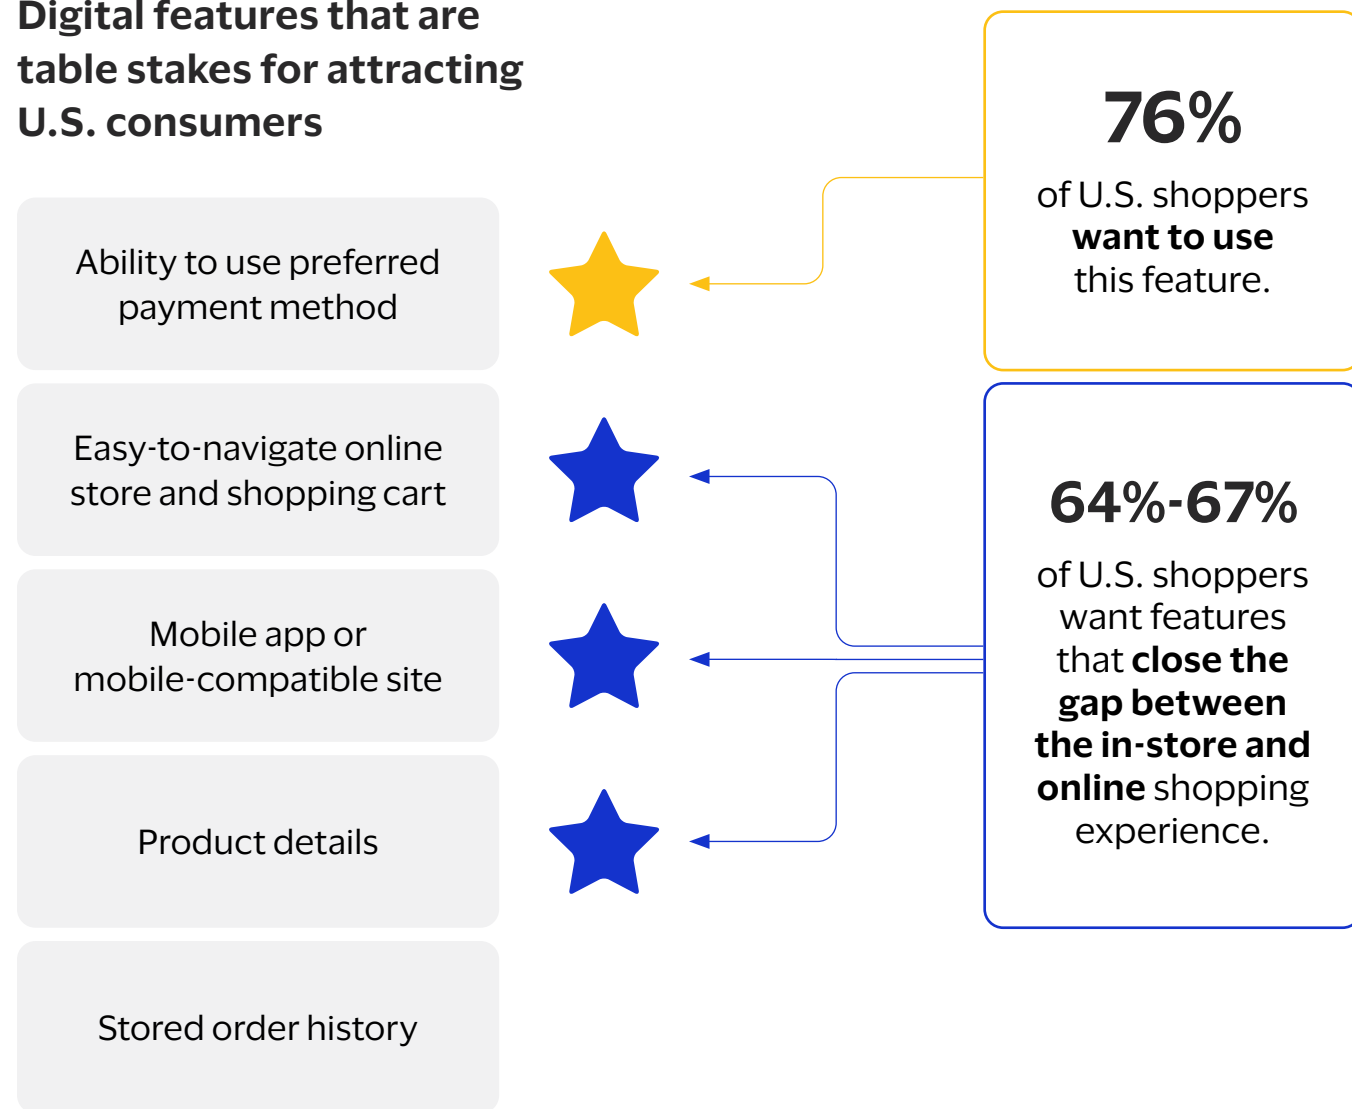 Digital features that are
table stakes for attracting
U.S. consumers
Ability to use preferred
payment method
Easy-to-navigate online
store and shopping cart
Mobile app or
mobile-compatible site
Product details
Stored order history
76%
of U.S. shoppers
want to use
this feature.
64%-67%
of U.S. shoppers
want features
that close the
gap between
the in-store and
online shopping
experience.